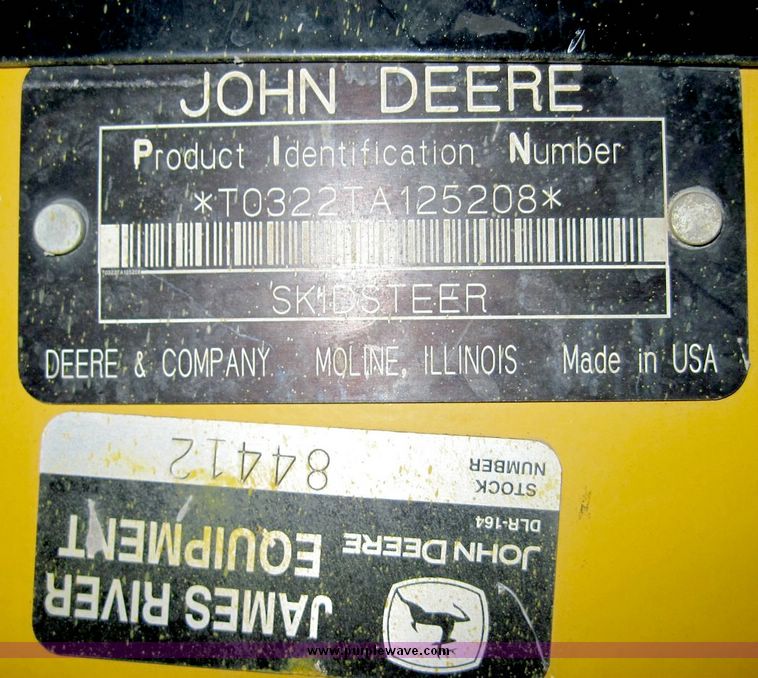 JOHN DEERE
Product Identification Number
*T0322TA125208*
T0322TA125208
SKIDSTEER
DEERE & COMPANY MOLINE, ILLINOIS Made in USA
JAMES RIVER
EQUIPMENT
JOHN DEERE
DLR-164
STOCK
NUMBER
84412
www.purplewave.com